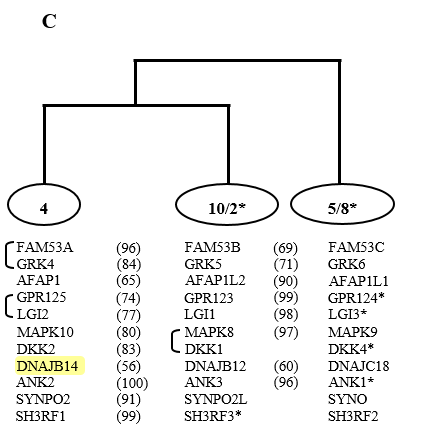 C
4 10/2* 5/8*
FAM53A (96) FAM53B (69) FAM53C
GRK4 (84) GRK5 (71) GRK6
AFAP1 (65) AFAP1L2 (90) AFAP1L1
GPR125 (74) GPR123 (99) GPR124*
LGI2 (77) LGI1 (98) LGI3*
MAPK10 (80) MAPK8 (97) MAPK9
DKK2 (83) DKK1 DKK4*
DNAJB14 (56) DNAJB12 (60) DNAJC18
ANK2 (100) ANK3 (96) ANK1*
SYNPO2 (91) SYNPO2L SYNO
SH3RF1 (99) SH3RF3* SH3RF2